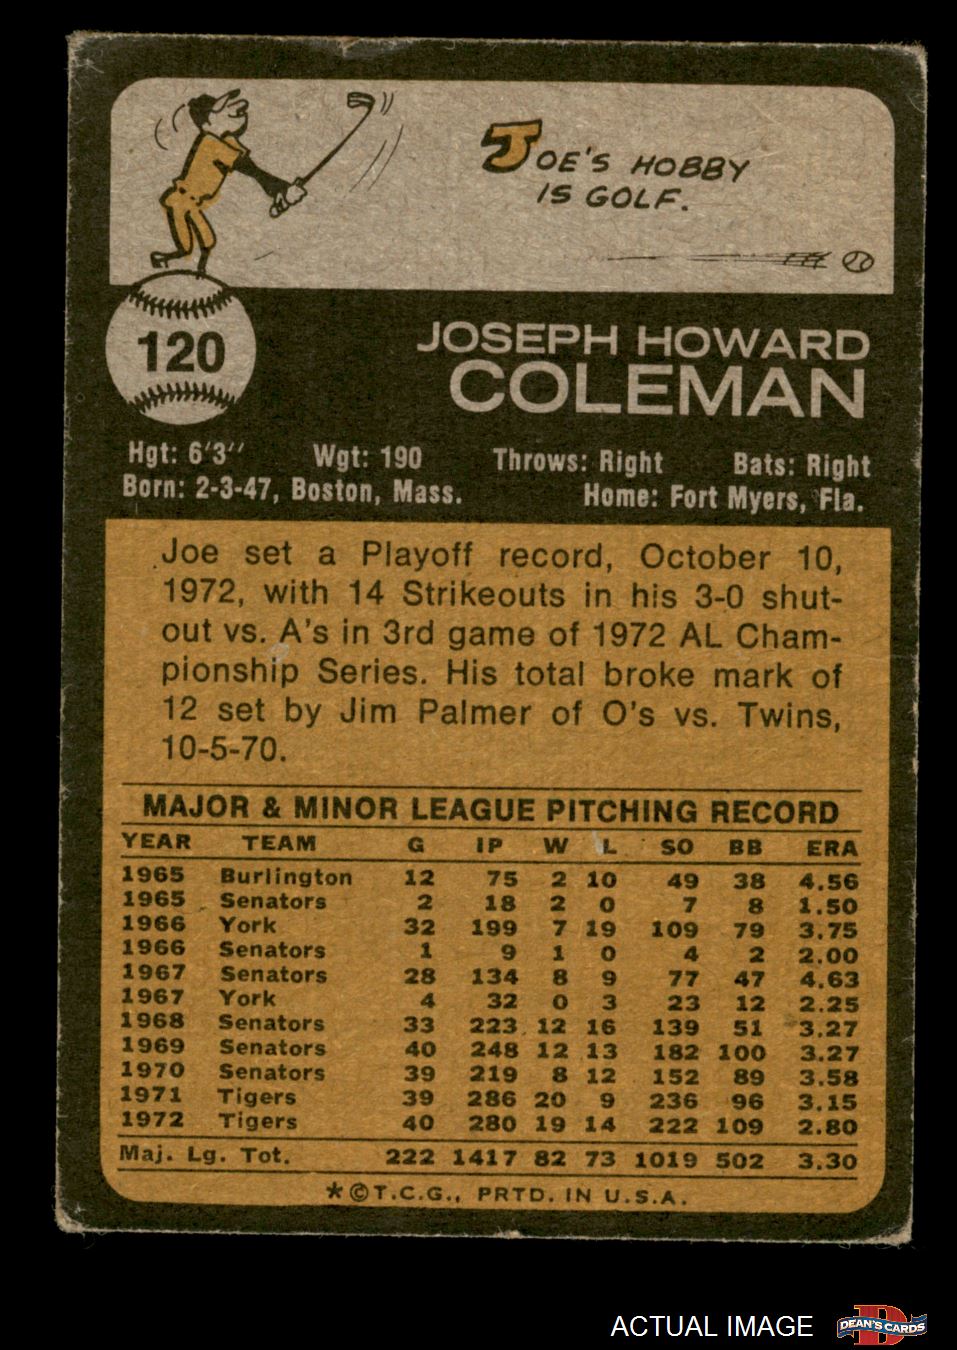 JOE'S HOBBY
IS GOLF.
120
JOSEPH HOWARD
COLEMAN
Hgt: 6'3'' Wgt: 190 Throws: Right Bats: Right
Born: 2-3-47, Boston, Mass. Home: Fort Myers, Fla.
Joe set a Playoff record, October 10,
1972, with 14 Strikeouts in his 3-0 shut-
out vs. A's in 3rd game of 1972 AL Cham-
pionship Series. His total broke mark of
12 set by Jim Palmer of O's vs. Twins,
10-5-70.
MAJOR & MINOR LEAGUE PITCHING RECORD
YEAR TEAM G IP W L SO BB ERA
1965 Burlington 12 75 2 10 49 38 4.56
1965 Senators 2 18 2 0 7 8 1.50
1966 York 32 199 7 19 109 79 3.75
1966 Senators 1 9 1 0 4 2 2.00
1967 Senators 28 134 8 9 77 47 4.63
1967 York 4 32 0 3 23 12 2.25
1968 Senators 33 223 12 16 139 51 3.27
1969 Senators 40 248 12 13 182 100 3.27
1970 Senators 39 219 8 12 152 89 3.58
1971 Tigers 39 286 20 9 236 96 3.15
1972 Tigers 40 280 19 14 222 109 2.80
Maj. Lg. Tot. 222 1417 82 73 1019 502 3.30
*©T.C.G., PRTD. IN U.S.A.
ACTUAL IMAGE DEAN'S CARDS